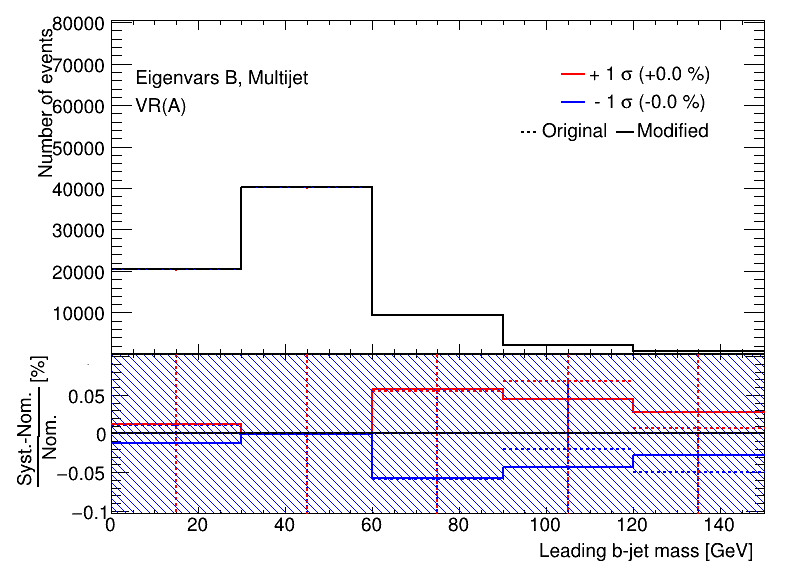 80000
70000
60000
50000
40000
30000
20000
10000
Number of events
Eigenvars B, Multijet
VR(A)
+ 1 σ (+0.0 %)
- 1 σ (-0.0 %)
Original Modified
Syst.-Nom.
Nom.
[%]
0.05
0
−0.05
−0.1
0 20 40 60 80 100 120 140
Leading b-jet mass [GeV]